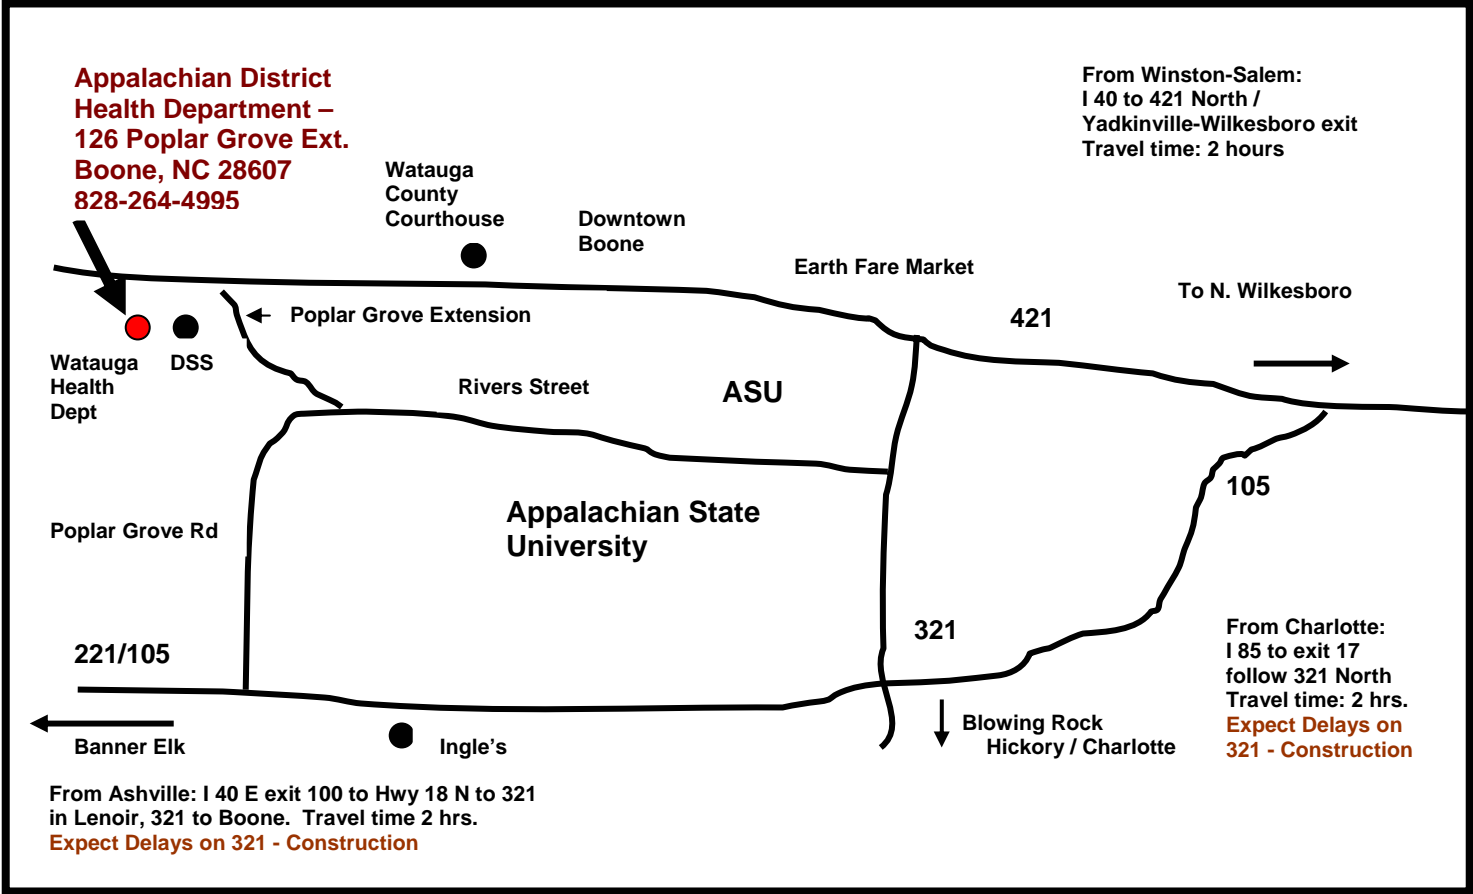 Appalachian District
Health Department –
126 Poplar Grove Ext.
Boone, NC 28607
828-264-4995
From Winston-Salem:
I 40 to 421 North /
Yadkinville-Wilkesboro exit
Travel time: 2 hours
Watauga
County
Courthouse
Downtown
Boone
Earth Fare Market
To N. Wilkesboro
421
Poplar Grove Extension
Watauga
Health
Dept
DSS
Rivers Street
ASU
105
Appalachian State
University
Poplar Grove Rd
321
221/105
From Charlotte:
I 85 to exit 17
follow 321 North
Travel time: 2 hrs.
Expect Delays on
321 - Construction
Banner Elk
Ingle's
Blowing Rock
Hickory / Charlotte
From Ashville: I 40 E exit 100 to Hwy 18 N to 321
in Lenoir, 321 to Boone.  Travel time 2 hrs.
Expect Delays on 321 - Construction